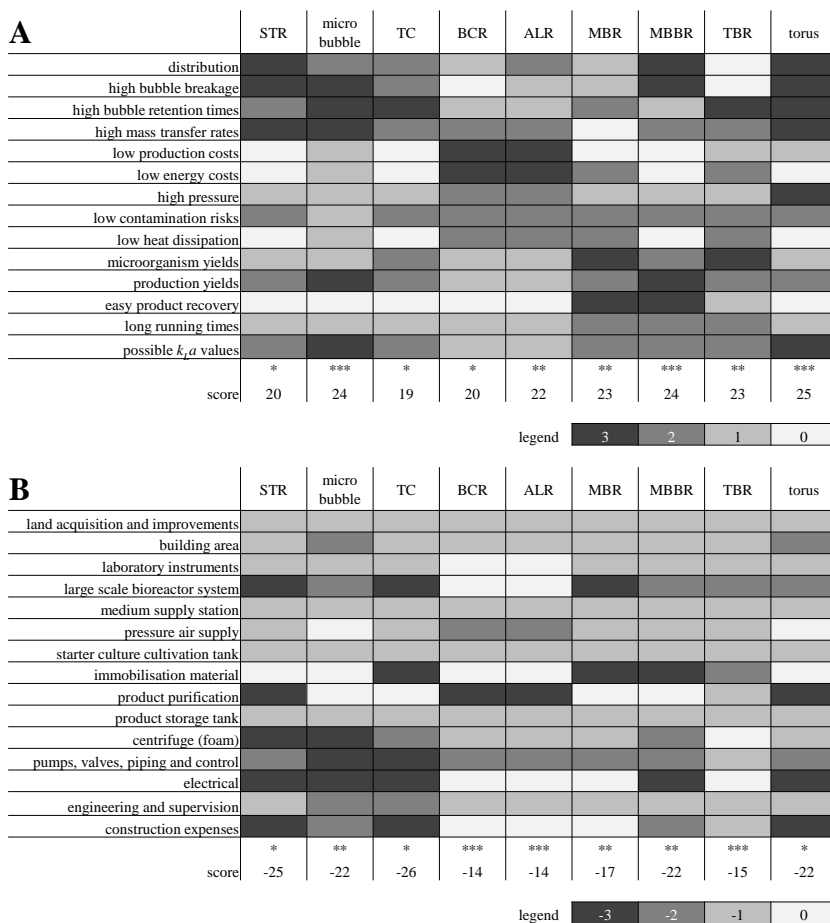 A
STR micro bubble TC BCR ALR MBR MBBR TBR torus
distribution
high bubble breakage
high bubble retention times
high mass transfer rates
low production costs
low energy costs
high pressure
low contamination risks
low heat dissipation
microorganism yields
production yields
easy product recovery
long running times
possible kLa values
* *** * * ** ** *** ** ***
score 20 24 19 20 22 23 24 23 25
legend 3 2 1 0
B
STR micro bubble TC BCR ALR MBR MBBR TBR torus
land acquisition and improvements
building area
laboratory instruments
large scale bioreactor system
medium supply station
pressure air supply
starter culture cultivation tank
immobilisation material
product purification
product storage tank
centrifuge (foam)
pumps, valves, piping and control
electrical
engineering and supervision
construction expenses
* ** * *** *** ** ** *** *
score -25 -22 -26 -14 -14 -17 -22 -15 -22
legend -3 -2 -1 0